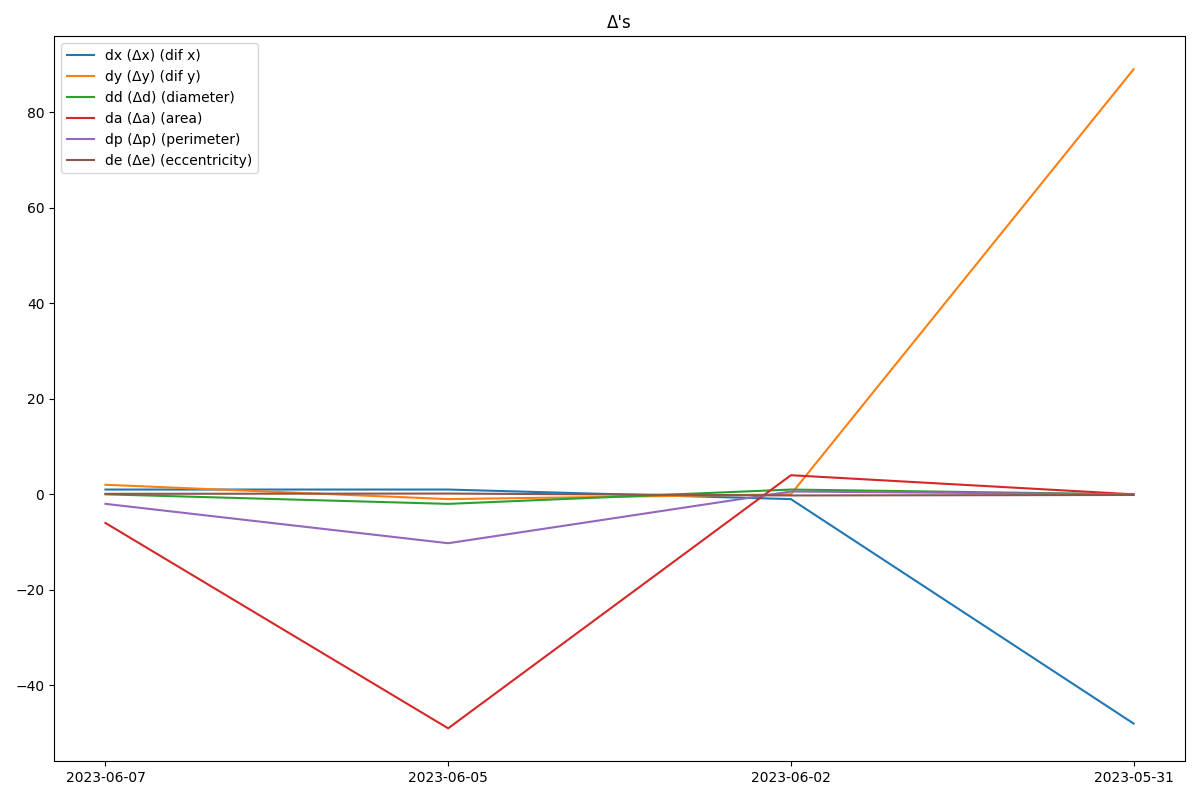 Δ's
dx (Δx) (dif x)
dy (Δy) (dif y)
dd (Δd) (diameter)
da (Δa) (area)
dp (Δp) (perimeter)
de (Δe) (eccentricity)
80
60
40
20
0
−20
−40
2023-06-07 2023-06-05 2023-06-02 2023-05-31